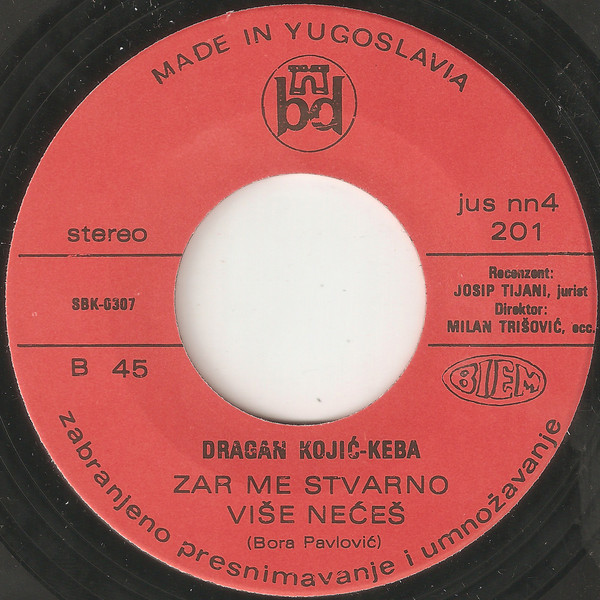 MADE IN YUGOSLAVIA
bd
stereo
jus nn4
201
SBK-0307
Recenzent:
JOSIP TIJANI, jurist
Direktor:
MILAN TRIŠOVIĆ, ecc.
B 45
BIEM
DRAGAN KOJIĆ-KEBA
ZAR ME STVARNO
VIŠE NEĆEŠ
(Bora Pavlović)
zabranjeno presnimavanje i umnožavanje